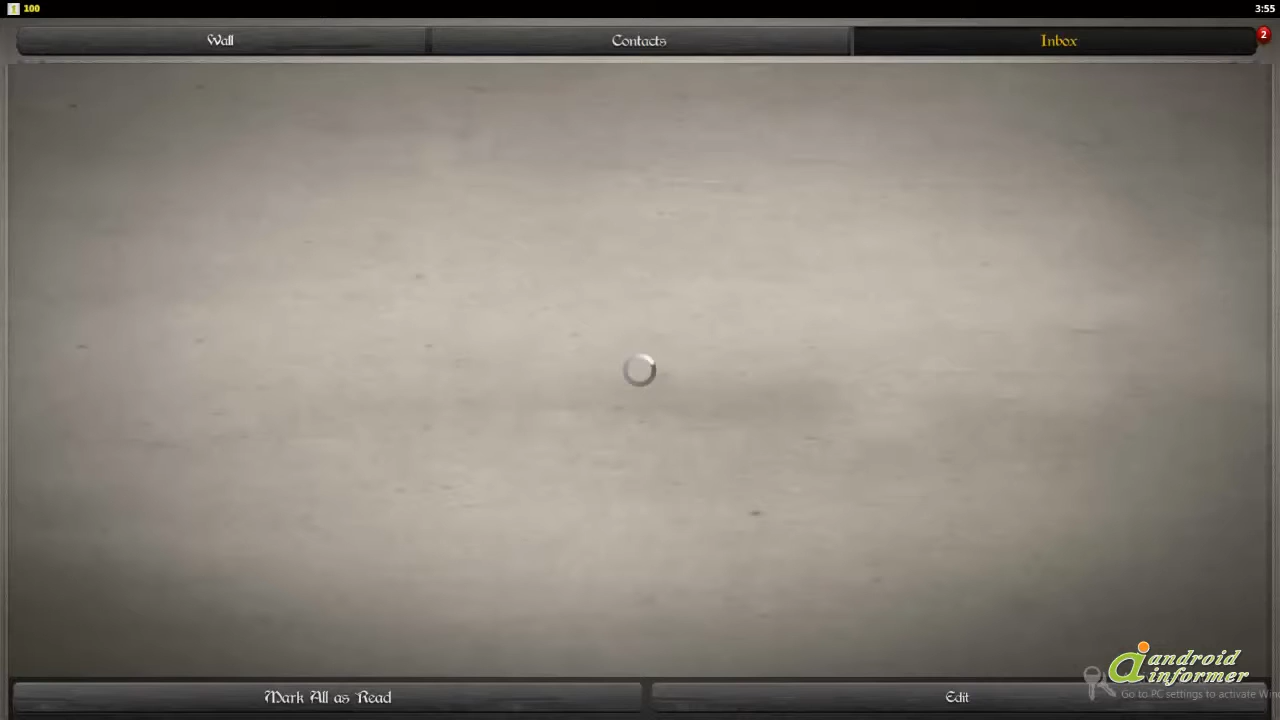 100
3:55
Wall
Contacts
Inbox
2
Mark All as Read
Edit
android
informer
Go to PC settings to activate